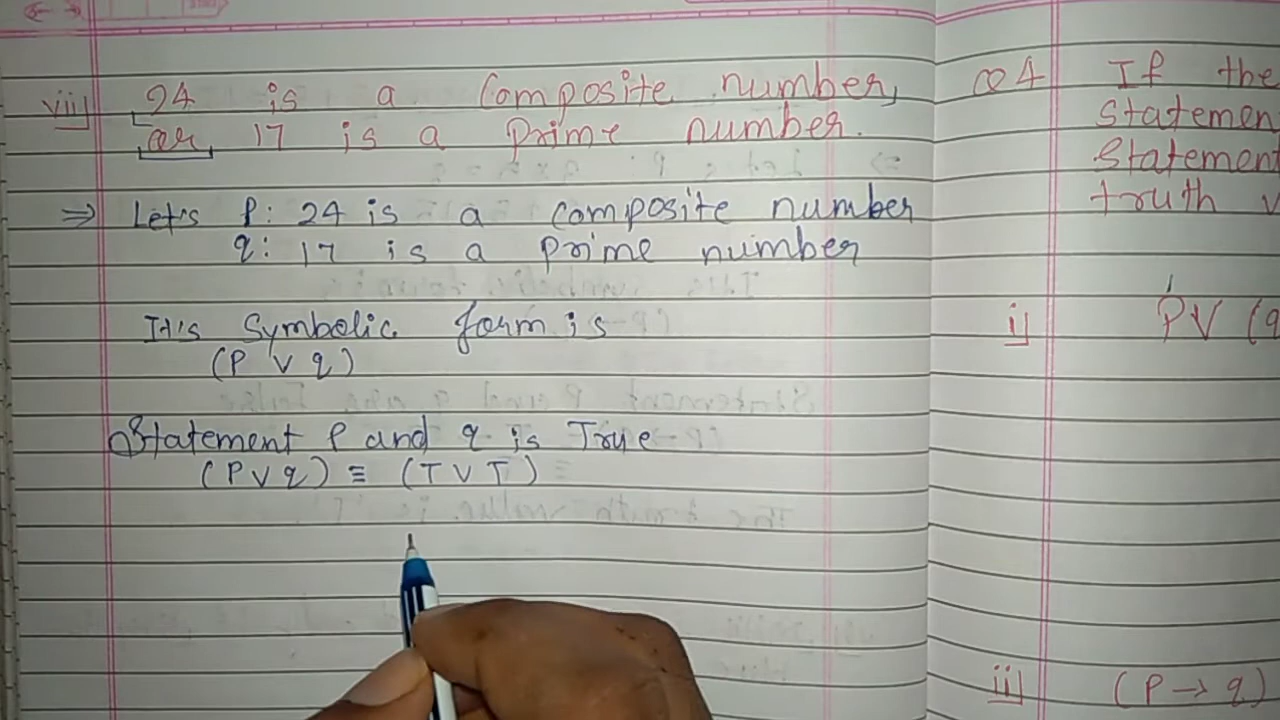 vii] 24 is a Composite number,
or 17 is a Prime number.
⇒ Let's P: 24 is a composite number
q: 17 is a prime number
It's Symbolic form is
(P ∨ q)
Statement P and q is True
(P ∨ q) ≡ (T ∨ T)
Q4 If the
Statemen
Statement
truth v
i] P ∨ (q
ii] (P → q)